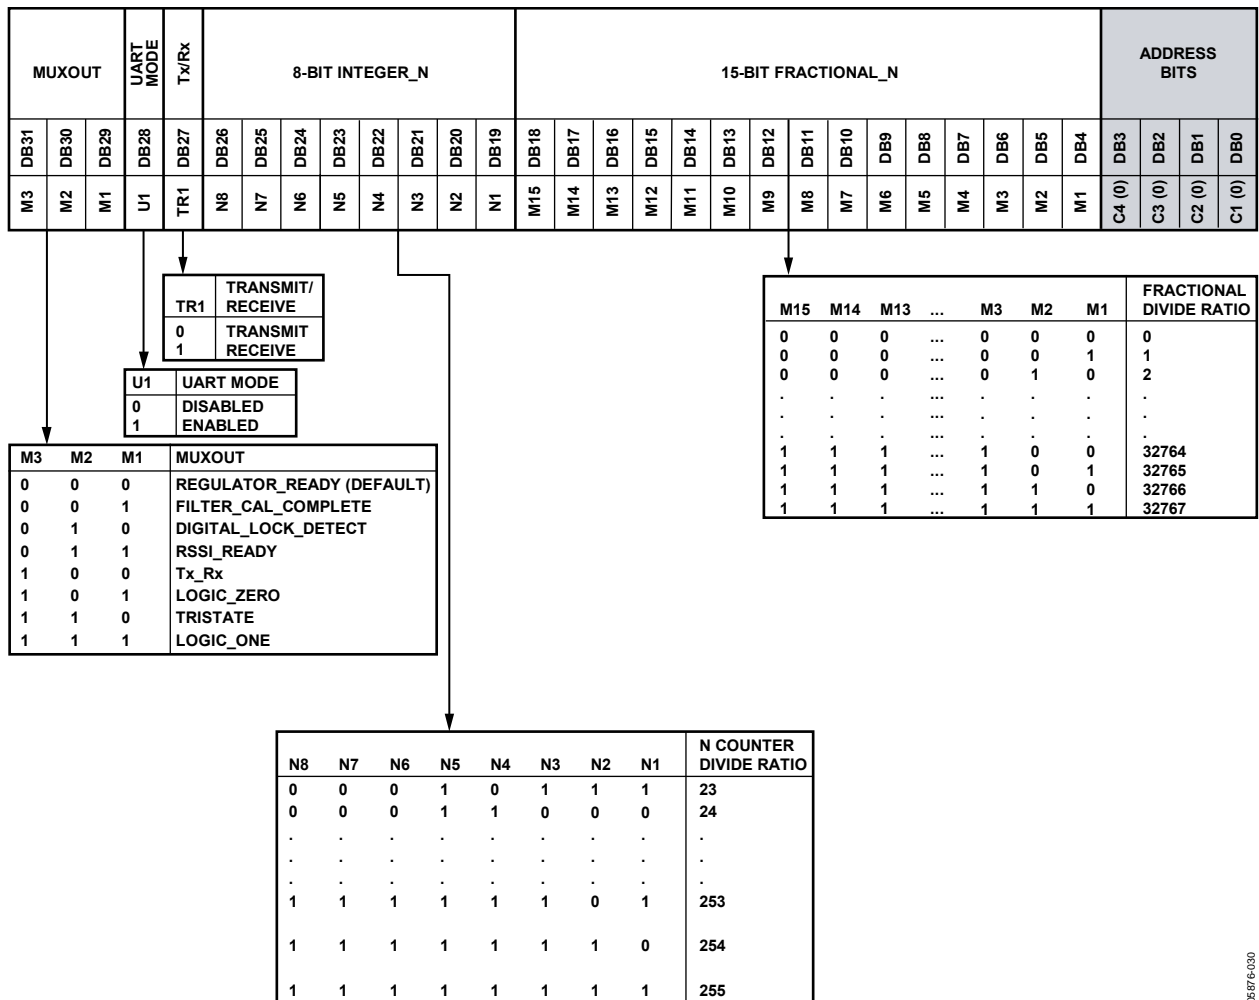 MUXOUT
UART MODE
Tx/Rx
8-BIT INTEGER_N
15-BIT FRACTIONAL_N
ADDRESS BITS
DB31 DB30 DB29 DB28 DB27 DB26 DB25 DB24 DB23 DB22 DB21 DB20 DB19 DB18 DB17 DB16 DB15 DB14 DB13 DB12 DB11 DB10 DB9 DB8 DB7 DB6 DB5 DB4 DB3 DB2 DB1 DB0
M3 M2 M1 U1 TR1 N8 N7 N6 N5 N4 N3 N2 N1 M15 M14 M13 M12 M11 M10 M9 M8 M7 M6 M5 M4 M3 M2 M1 C4 (0) C3 (0) C2 (0) C1 (0)
TR1 TRANSMIT/ RECEIVE
0 TRANSMIT
1 RECEIVE
U1 UART MODE
0 DISABLED
1 ENABLED
M3 M2 M1 MUXOUT
0 0 0 REGULATOR_READY (DEFAULT)
0 0 1 FILTER_CAL_COMPLETE
0 1 0 DIGITAL_LOCK_DETECT
0 1 1 RSSI_READY
1 0 0 Tx_Rx
1 0 1 LOGIC_ZERO
1 1 0 TRISTATE
1 1 1 LOGIC_ONE
M15 M14 M13 ... M3 M2 M1 FRACTIONAL DIVIDE RATIO
0 0 0 ... 0 0 0 0
0 0 0 ... 0 0 1 1
0 0 0 ... 0 1 0 2
. . . ... . . . .
. . . ... . . . .
. . . ... . . . .
1 1 1 ... 1 0 0 32764
1 1 1 ... 1 0 1 32765
1 1 1 ... 1 1 0 32766
1 1 1 ... 1 1 1 32767
N8 N7 N6 N5 N4 N3 N2 N1 N COUNTER DIVIDE RATIO
0 0 0 1 0 1 1 1 23
0 0 0 1 1 0 0 0 24
. . . . . . . . .
. . . . . . . . .
. . . . . . . . .
1 1 1 1 1 1 0 1 253
1 1 1 1 1 1 1 0 254
1 1 1 1 1 1 1 1 255